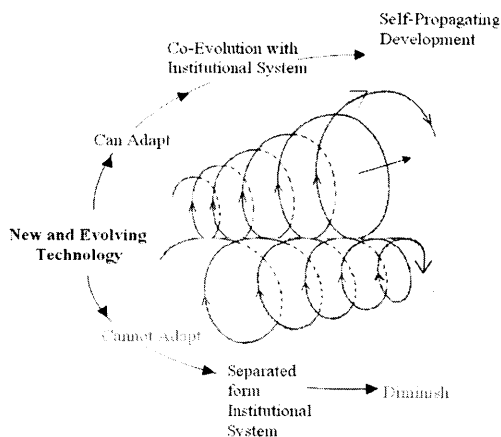 Self-Propagating
Development
Co-Evolution with
Institutional System
Can Adapt
New and Evolving
Technology
Cannot Adapt
Separated
form
Institutional
System
Diminish